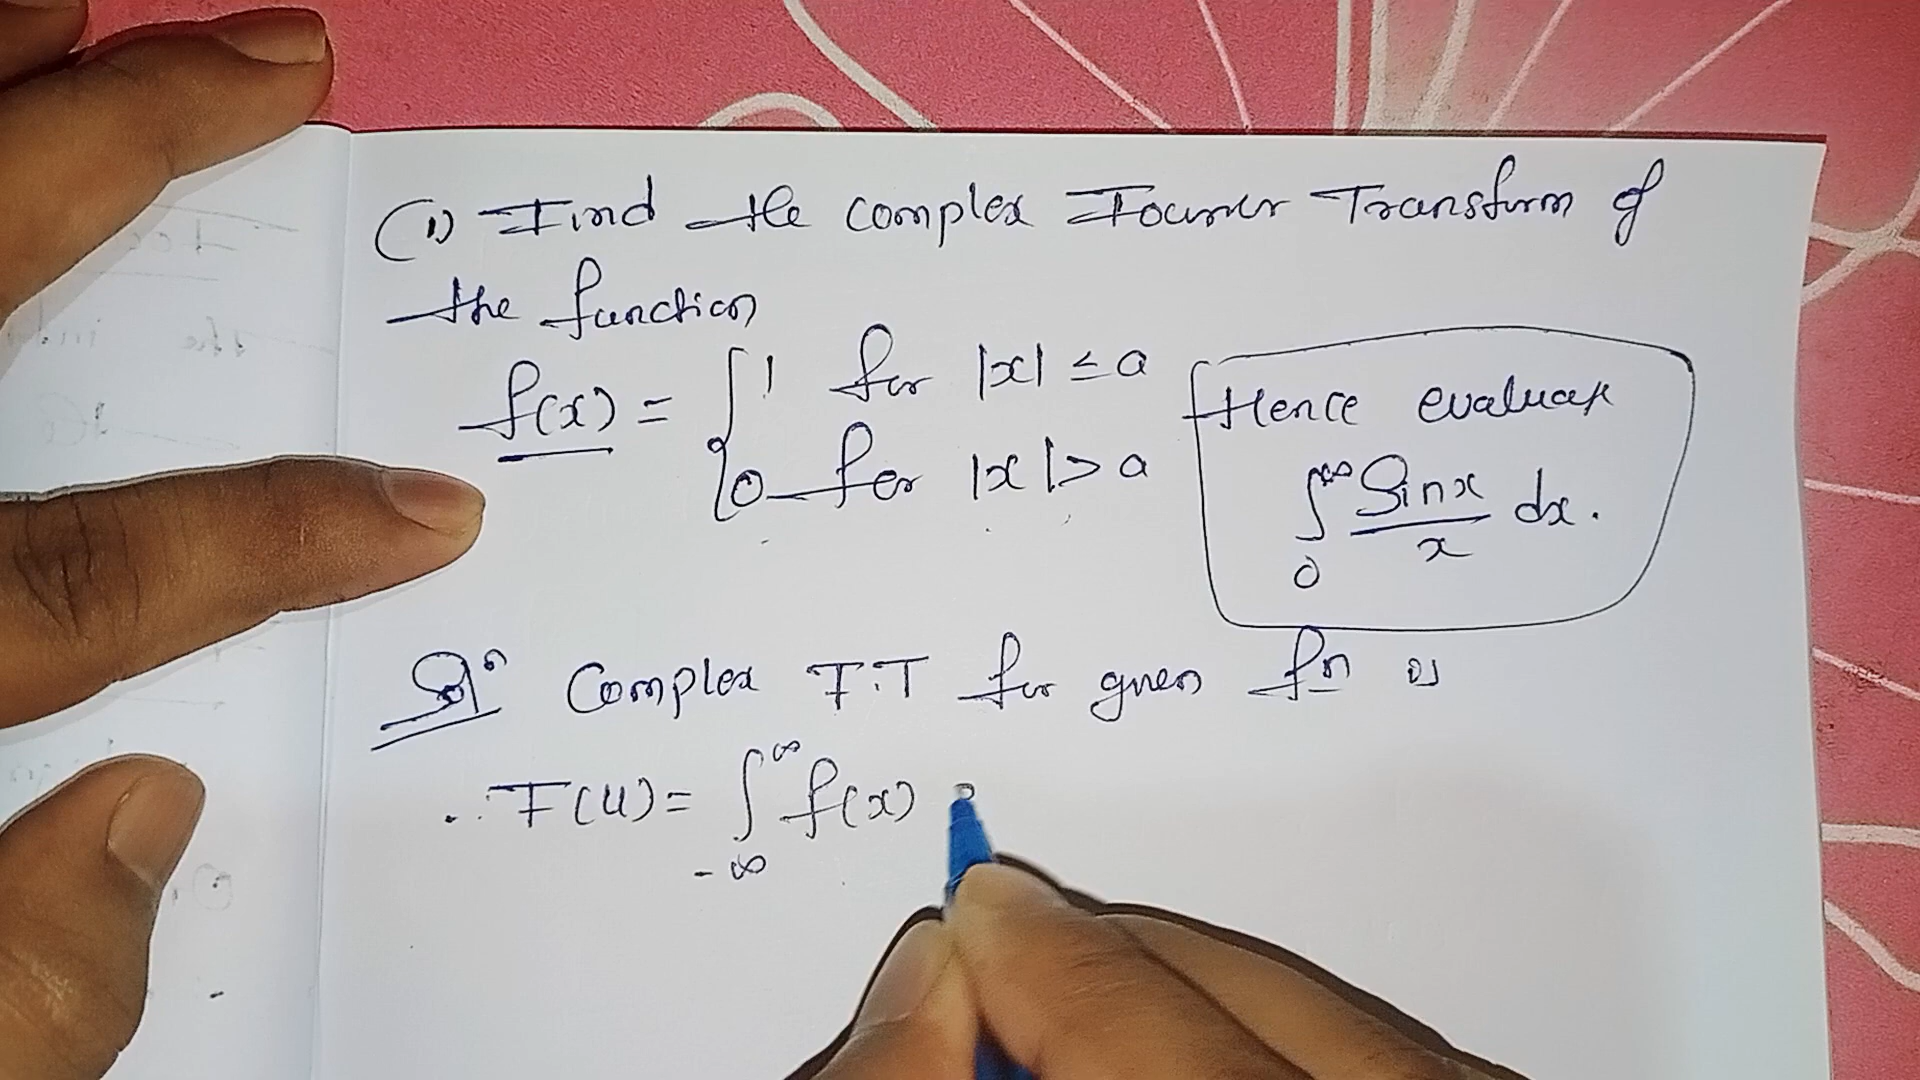 (1) Find the complex Fourier Transform of
the function
f(x) = { 1 for |x| ≤ a
0 for |x| > a
Hence evaluate
∫₀^∞ Sinx/x dx.
Sol: Complex F.T for given fn is
∴ F(u) = ∫_{-∞}^{∞} f(x)